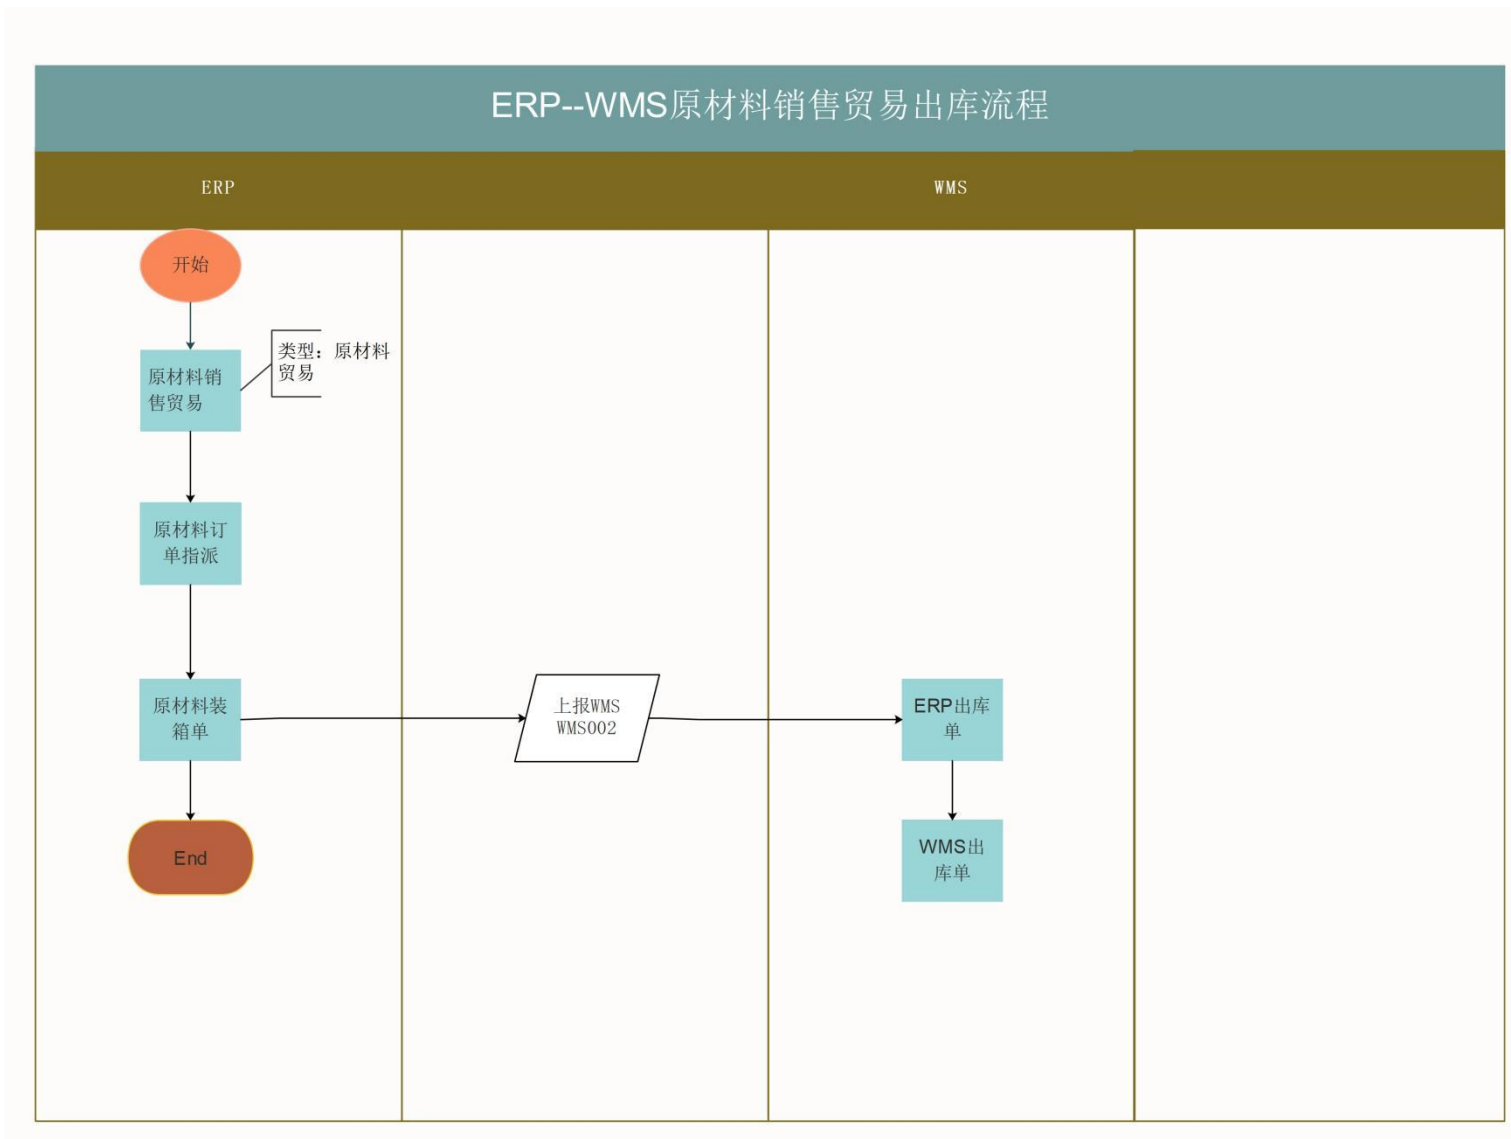 ERP--WMS原材料销售贸易出库流程
ERP
WMS
开始
类型：原材料
贸易
原材料销
售贸易
原材料订
单指派
原材料装
箱单
上报WMS
WMS002
ERP出库
单
End
WMS出
库单